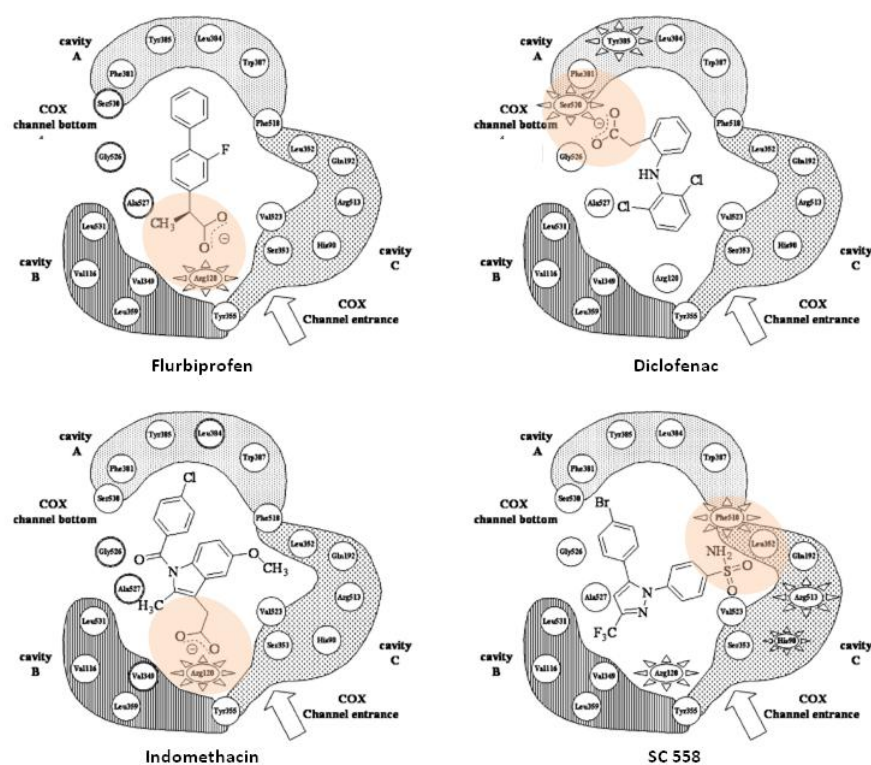 cavity
A
Tyr385
Leu384
Trp387
Phe381
Ser530
COX
channel bottom
Phe518
Leu352
Gln192
Gly526
F
Arg513
Ala527
Val523
CH3
O
O
⊖
Leu531
Ser353
His90
cavity
B
Val116
Val349
Arg120
cavity
C
Leu359
Tyr355
COX
Channel entrance
Flurbiprofen
cavity
A
Tyr385
Leu384
Trp387
Phe381
Ser530
COX
channel bottom
O
⊖
O
Phe518
Leu352
Gln192
Gly526
HN
Cl
Arg513
Ala527
Cl
Val523
Leu531
Ser353
His90
cavity
B
Val116
Val349
Arg120
cavity
C
Leu359
Tyr355
COX
Channel entrance
Diclofenac
cavity
A
Tyr385
Leu384
Trp387
Phe381
Cl
Ser530
COX
channel bottom
Phe518
Leu352
Gln192
Gly526
O
N
O
CH3
Arg513
Ala527
H3C
Val523
Leu531
O
O
⊖
Ser353
His90
cavity
B
Val116
Val349
Arg120
cavity
C
Leu359
Tyr355
COX
Channel entrance
Indomethacin
cavity
A
Tyr385
Leu384
Trp387
Phe381
Ser530
Br
COX
channel bottom
Phe518
Leu352
Gln192
NH2
O
S
O
Gly526
Arg513
Ala527
N
N
Val523
F3C
Leu531
Ser353
His90
cavity
B
Val116
Val349
Arg120
cavity
C
Leu359
Tyr355
COX
Channel entrance
SC 558